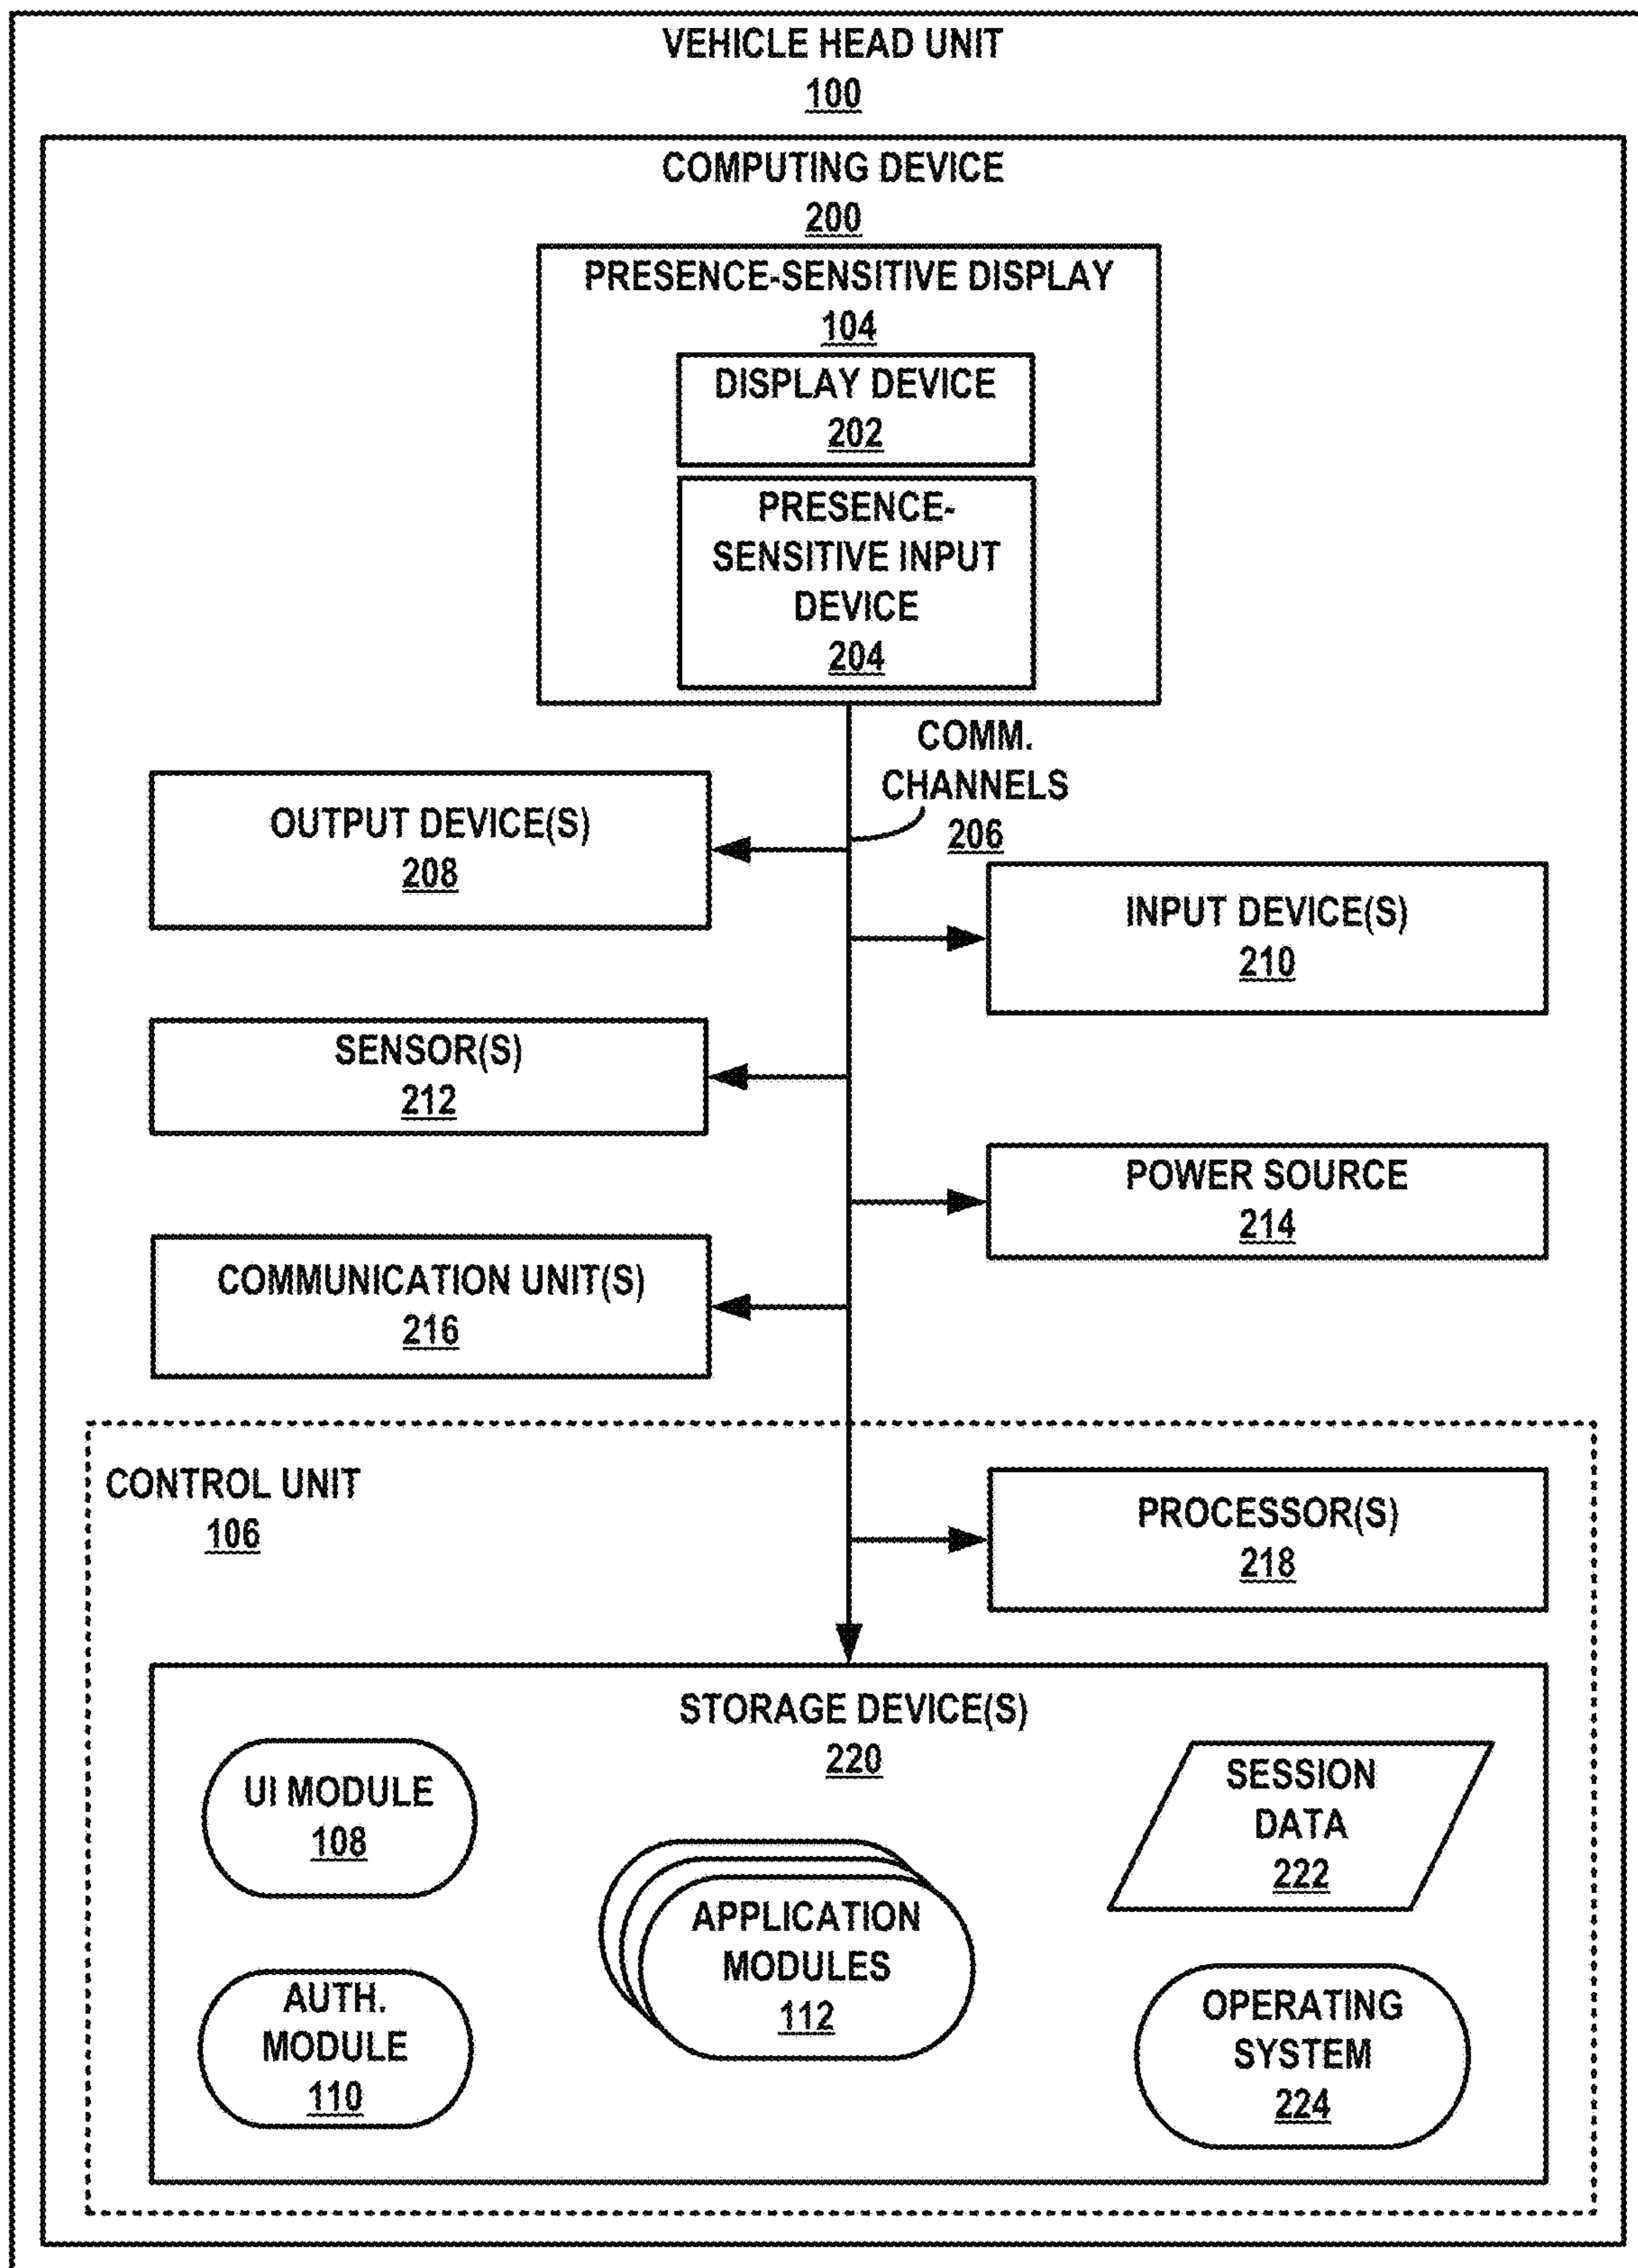 VEHICLE HEAD UNIT
100
COMPUTING DEVICE
200
PRESENCE-SENSITIVE DISPLAY
104
DISPLAY DEVICE
202
PRESENCE-
SENSITIVE INPUT
DEVICE
204
COMM.
CHANNELS
206
OUTPUT DEVICE(S)
208
INPUT DEVICE(S)
210
SENSOR(S)
212
POWER SOURCE
214
COMMUNICATION UNIT(S)
216
CONTROL UNIT
106
PROCESSOR(S)
218
STORAGE DEVICE(S)
220
UI MODULE
108
SESSION
DATA
222
APPLICATION
MODULES
112
AUTH.
MODULE
110
OPERATING
SYSTEM
224